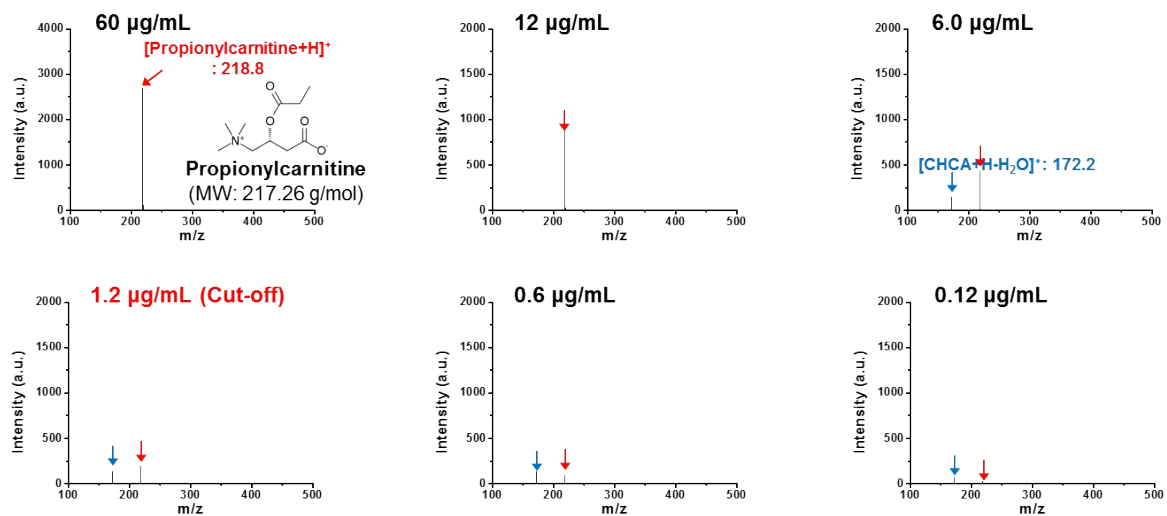 60 µg/mL
4000
3000
2000
1000
0
Intensity (a.u.)
[Propionylcarnitine+H]⁺
: 218.8
O
O
O
N⁺
O⁻
Propionylcarnitine
(MW: 217.26 g/mol)
100 200 300 400 500
m/z
12 µg/mL
2000
1500
1000
500
0
Intensity (a.u.)
100 200 300 400 500
m/z
6.0 µg/mL
2000
1500
1000
500
0
Intensity (a.u.)
[CHCA+H-H₂O]⁺: 172.2
100 200 300 400 500
m/z
1.2 µg/mL (Cut-off)
2000
1500
1000
500
0
Intensity (a.u.)
100 200 300 400 500
m/z
0.6 µg/mL
2000
1500
1000
500
0
Intensity (a.u.)
100 200 300 400 500
m/z
0.12 µg/mL
2000
1500
1000
500
0
Intensity (a.u.)
100 200 300 400 500
m/z